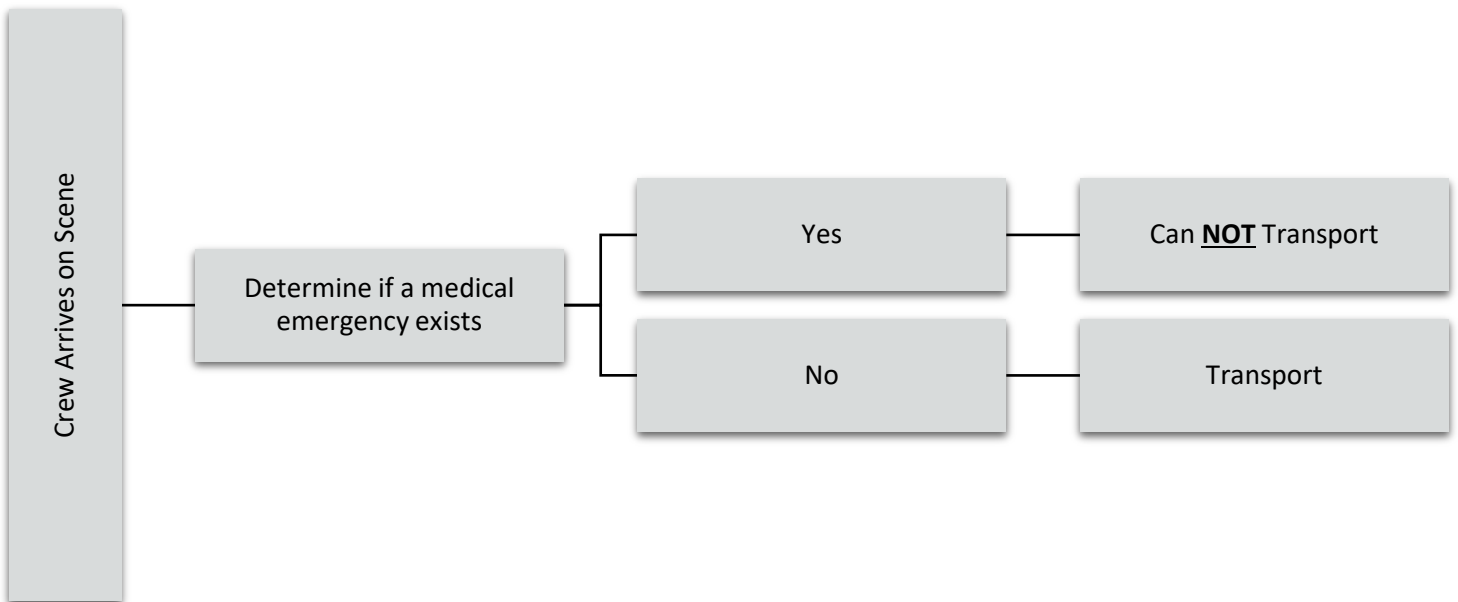 Crew Arrives on Scene
Determine if a medical
emergency exists
Yes
Can NOT Transport
No
Transport